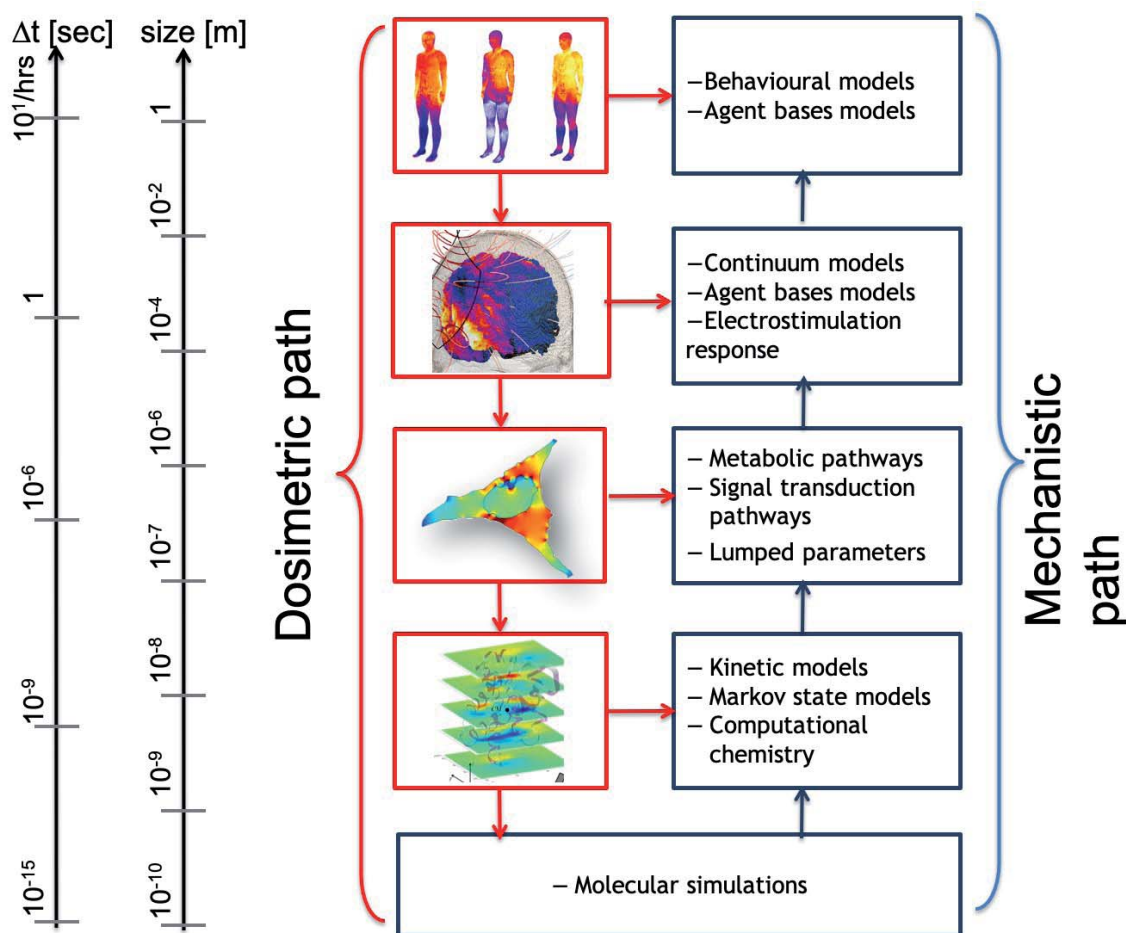 Δt [sec]
size [m]
10¹/hrs
1
10⁻⁶
10⁻⁹
10⁻¹⁵
1
10⁻²
10⁻⁴
10⁻⁶
10⁻⁷
10⁻⁸
10⁻⁹
10⁻¹⁰
Dosimetric path
–Behavioural models
–Agent bases models
–Continuum models
–Agent bases models
–Electrostimulation
response
– Metabolic pathways
– Signal transduction
pathways
– Lumped parameters
– Kinetic models
– Markov state models
– Computational
chemistry
– Molecular simulations
Mechanistic
path